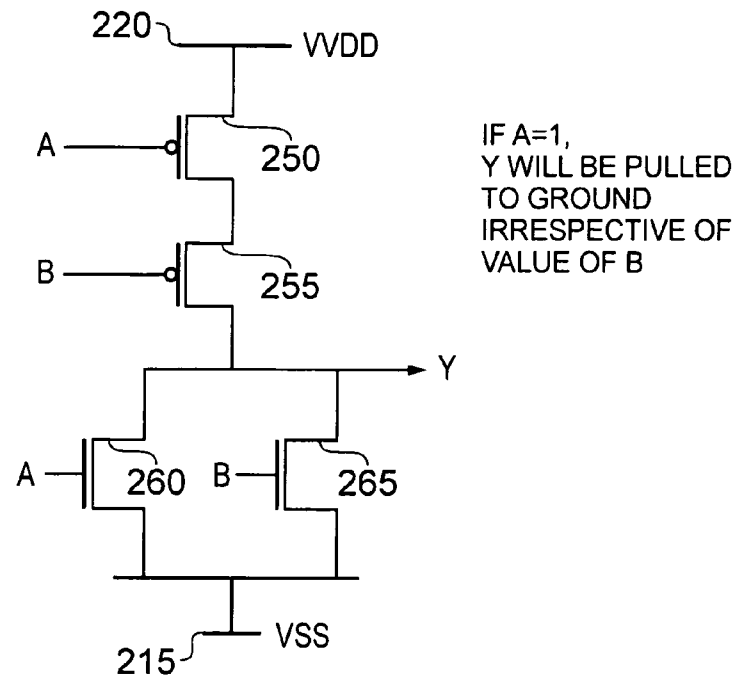 220
VVDD
A
250
IF A=1,
Y WILL BE PULLED
TO GROUND
IRRESPECTIVE OF
VALUE OF B
B
255
Y
A
260
B
265
215
VSS